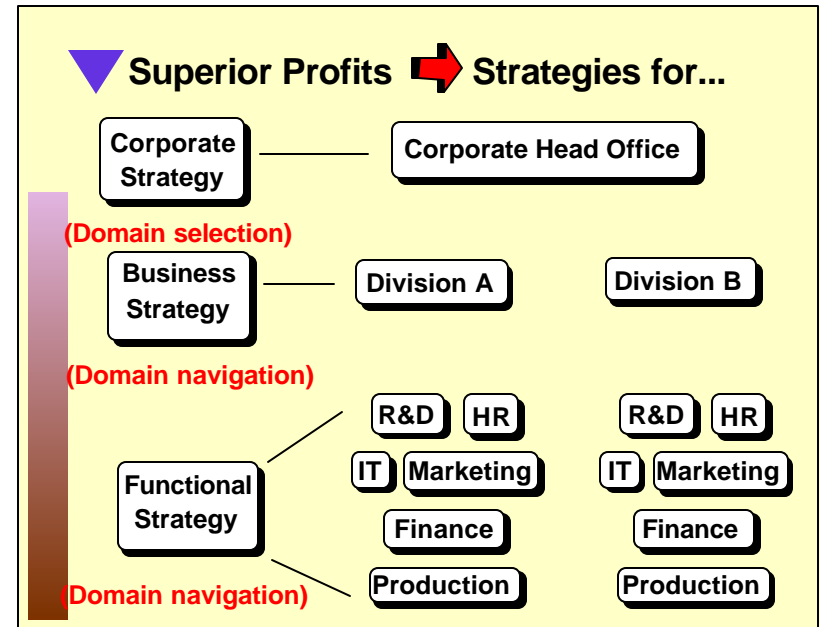 Superior Profits Strategies for...
Corporate
Strategy
Corporate Head Office
(Domain selection)
Business
Strategy
Division A
Division B
(Domain navigation)
Functional
Strategy
R&D HR
IT Marketing
Finance
Production
R&D HR
IT Marketing
Finance
Production
(Domain navigation)